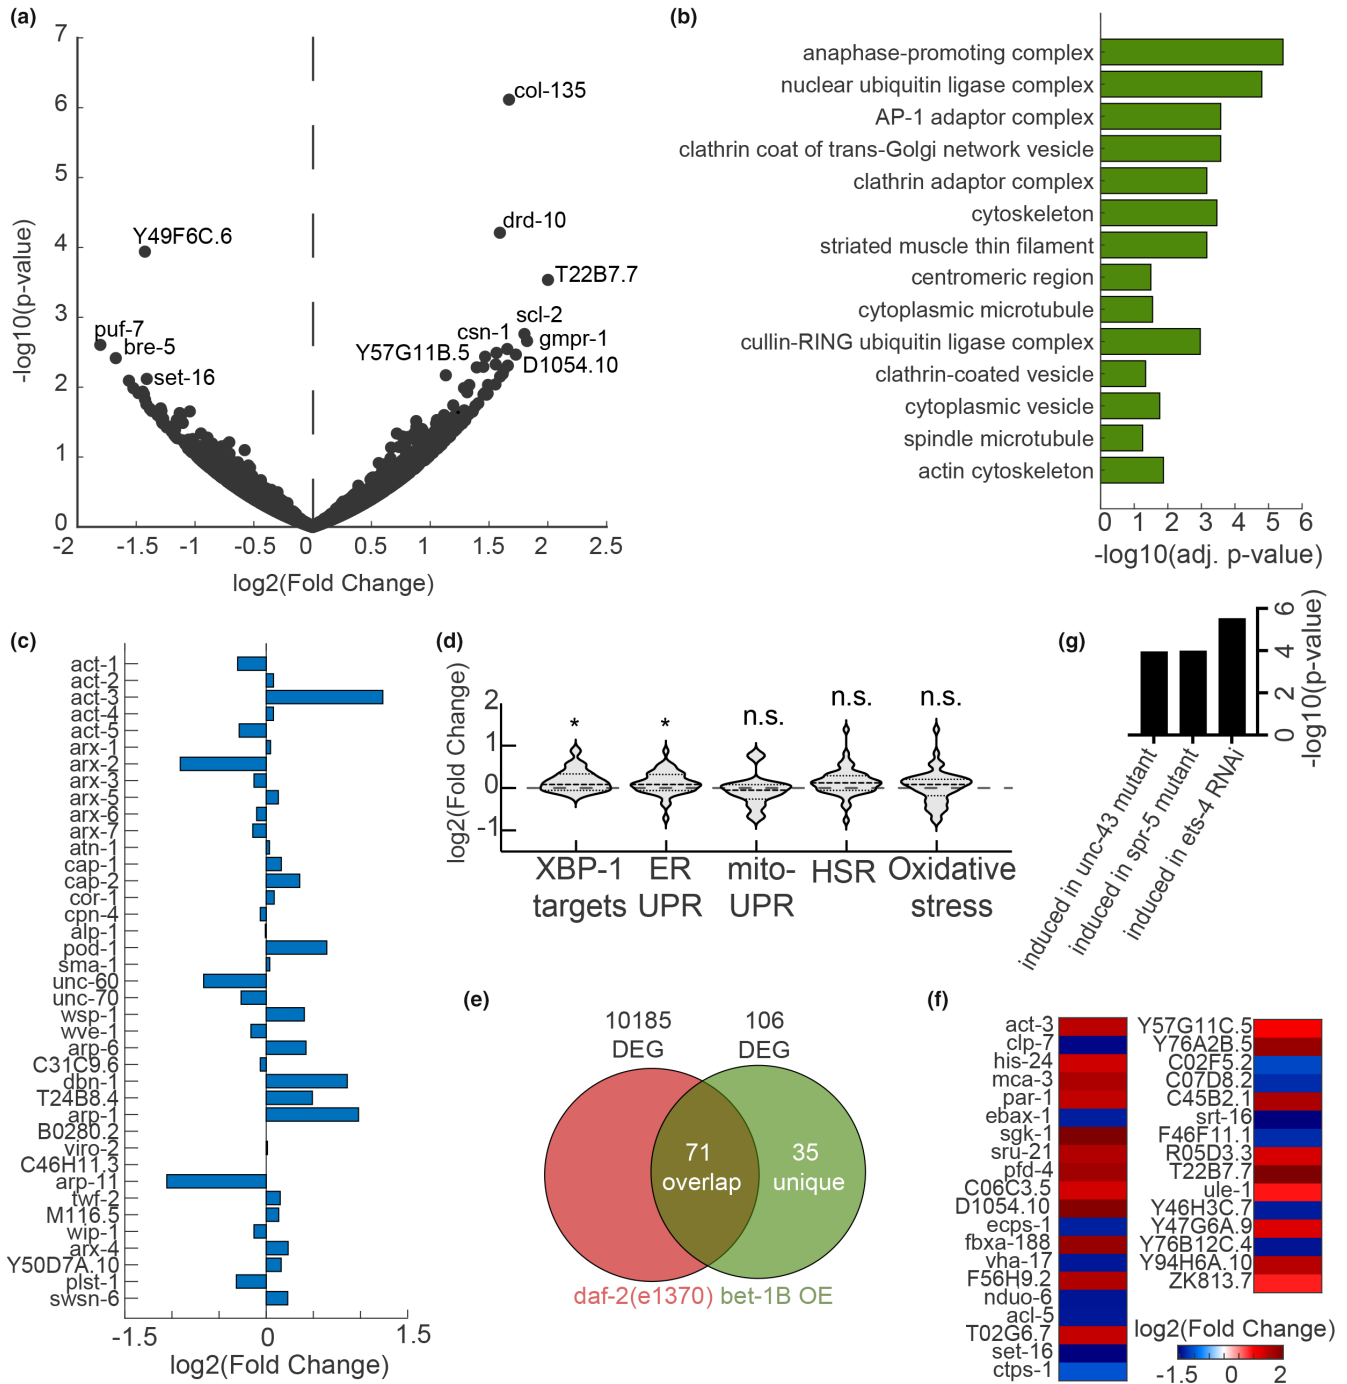 (a)
7
6
5
4
3
2
1
0
-log10(p-value)
col-135
drd-10
Y49F6C.6
T22B7.7
scl-2
puf-7
csn-1
gmpr-1
bre-5
Y57G11B.5
D1054.10
set-16
-2 -1.5 -1 -0.5 0 0.5 1 1.5 2 2.5
log2(Fold Change)
(b)
anaphase-promoting complex
nuclear ubiquitin ligase complex
AP-1 adaptor complex
clathrin coat of trans-Golgi network vesicle
clathrin adaptor complex
cytoskeleton
striated muscle thin filament
centromeric region
cytoplasmic microtubule
cullin-RING ubiquitin ligase complex
clathrin-coated vesicle
cytoplasmic vesicle
spindle microtubule
actin cytoskeleton
0 1 2 3 4 5 6
-log10(adj. p-value)
(c)
act-1
act-2
act-3
act-4
act-5
arx-1
arx-2
arx-3
arx-5
arx-6
arx-7
atn-1
cap-1
cap-2
cor-1
cpn-4
alp-1
pod-1
sma-1
unc-60
unc-70
wsp-1
wve-1
arp-6
C31C9.6
dbn-1
T24B8.4
arp-1
B0280.2
viro-2
C46H11.3
arp-11
twf-2
M116.5
wip-1
arx-4
Y50D7A.10
plst-1
swsn-6
-1.5 0 1.5
log2(Fold Change)
(d)
log2(Fold Change)
2
1
0
-1
* * n.s. n.s. n.s.
XBP-1 targets
ER UPR
mito-UPR
HSR
Oxidative stress
(g)
6
4
2
0
-log10(p-value)
induced in unc-43 mutant
induced in spr-5 mutant
induced in ets-4 RNAi
(e)
10185 DEG
106 DEG
71 overlap
35 unique
daf-2(e1370) bet-1B OE
(f)
act-3
clp-7
his-24
mca-3
par-1
ebax-1
sgk-1
sru-21
pfd-4
C06C3.5
D1054.10
ecps-1
fbxa-188
vha-17
F56H9.2
nduo-6
acl-5
T02G6.7
set-16
ctps-1
Y57G11C.5
Y76A2B.5
C02F5.2
C07D8.2
C45B2.1
srt-16
F46F11.1
R05D3.3
T22B7.7
ule-1
Y46H3C.7
Y47G6A.9
Y76B12C.4
Y94H6A.10
ZK813.7
log2(Fold Change)
-1.5 0 2